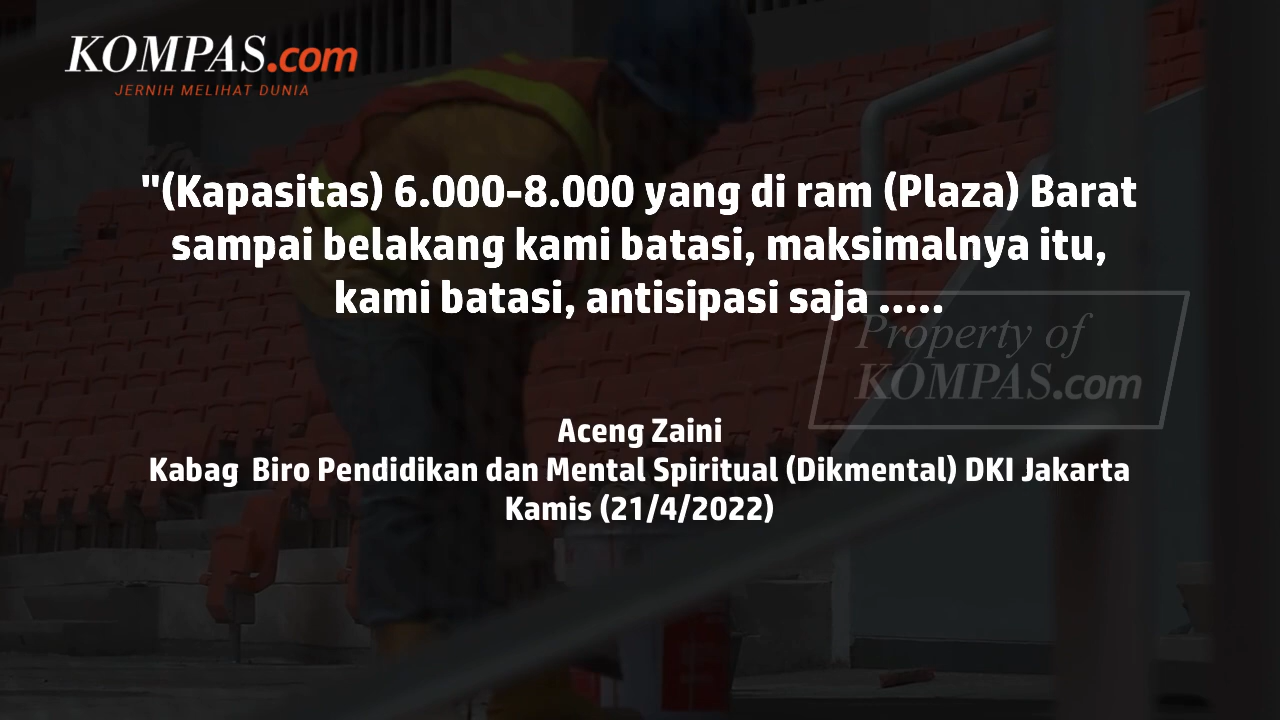 KOMPAS.com
JERNIH MELIHAT DUNIA
"(Kapasitas) 6.000-8.000 yang di ram (Plaza) Barat
sampai belakang kami batasi, maksimalnya itu,
kami batasi, antisipasi saja .....
Property of
KOMPAS.com
Aceng Zaini
Kabag  Biro Pendidikan dan Mental Spiritual (Dikmental) DKI Jakarta
Kamis (21/4/2022)